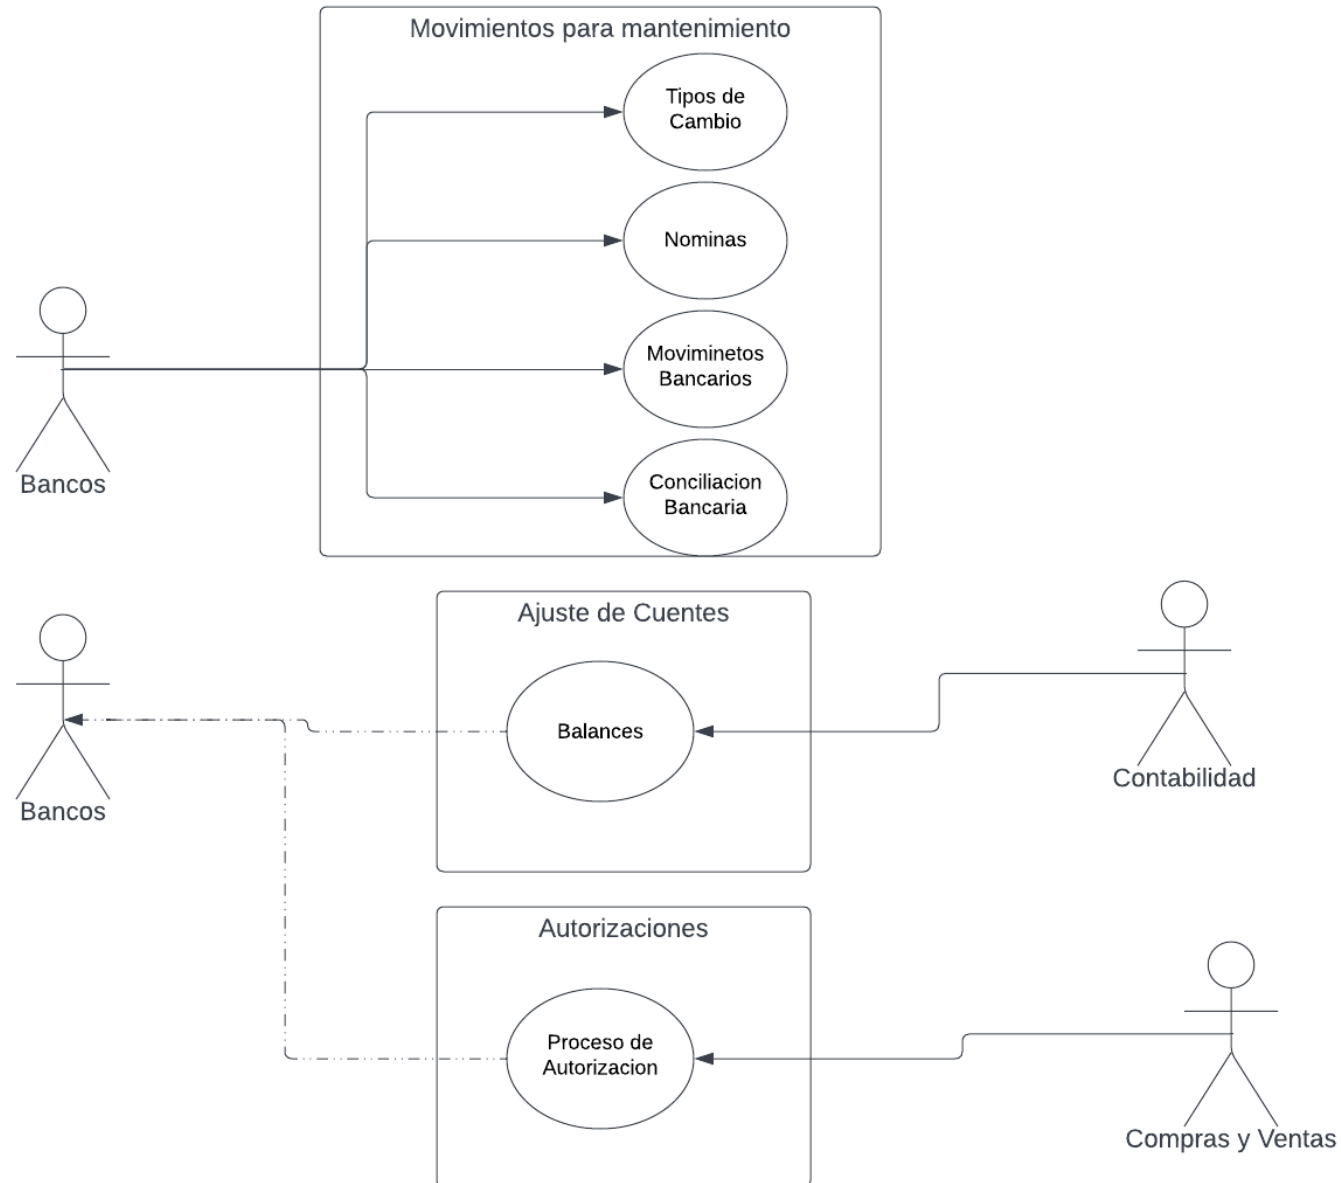 Movimientos para mantenimiento
Tipos de
Cambio
Nominas
Moviminetos
Bancarios
Conciliacion
Bancaria
Bancos
Ajuste de Cuentes
Balances
Bancos
Contabilidad
Autorizaciones
Proceso de
Autorizacion
Compras y Ventas